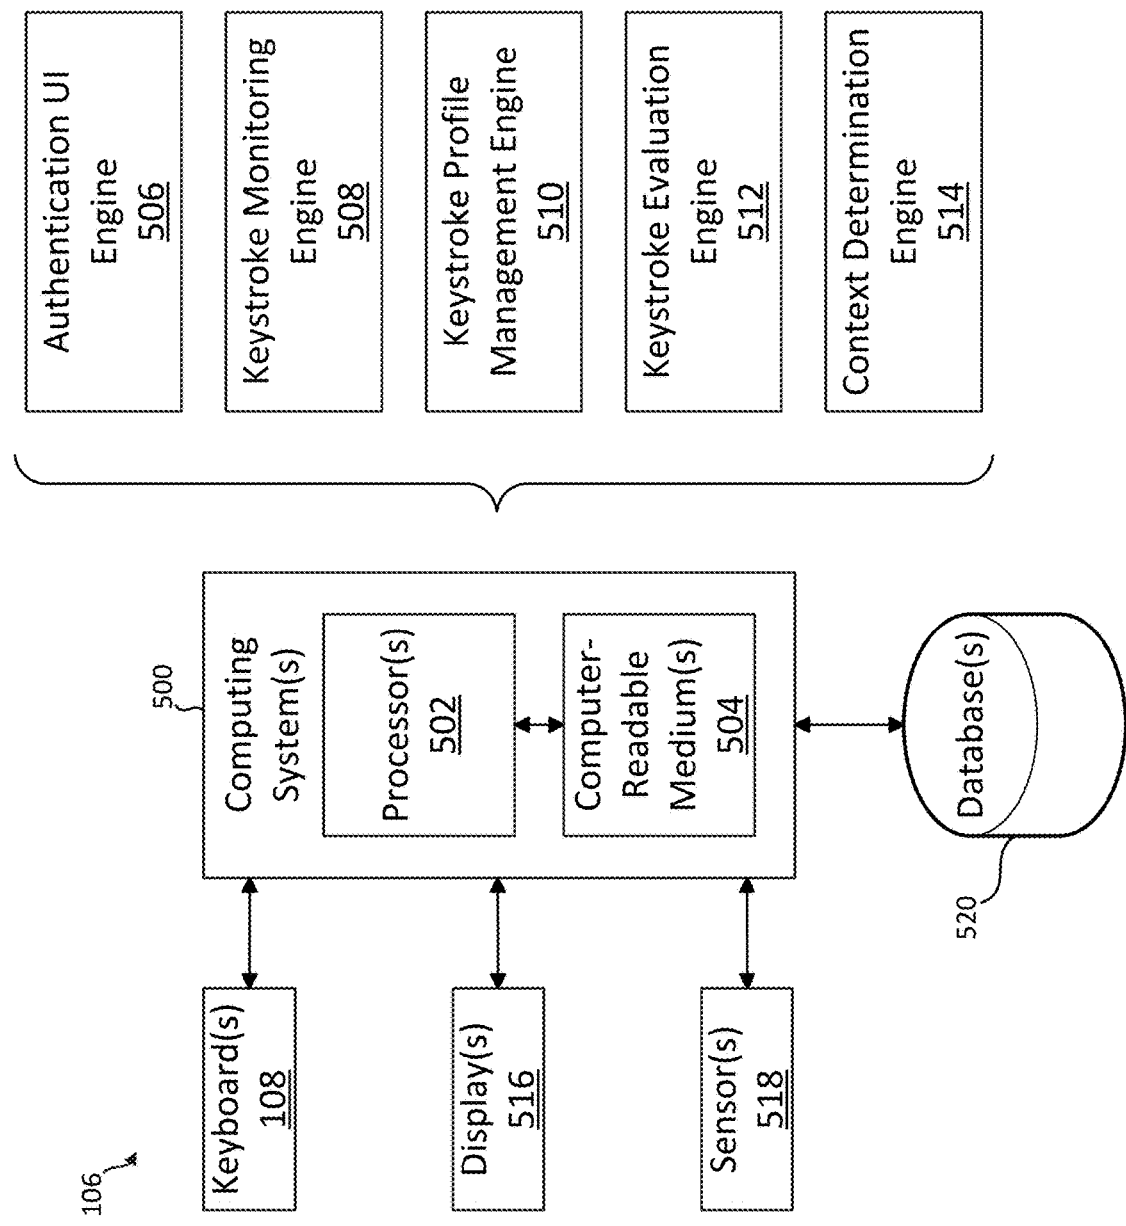 106
Keyboard(s)
108
Display(s)
516
Sensor(s)
518
500
Computing
System(s)
Processor(s)
502
Computer-
Readable
Medium(s)
504
Database(s)
520
Authentication UI
Engine
506
Keystroke Monitoring
Engine
508
Keystroke Profile
Management Engine
510
Keystroke Evaluation
Engine
512
Context Determination
Engine
514